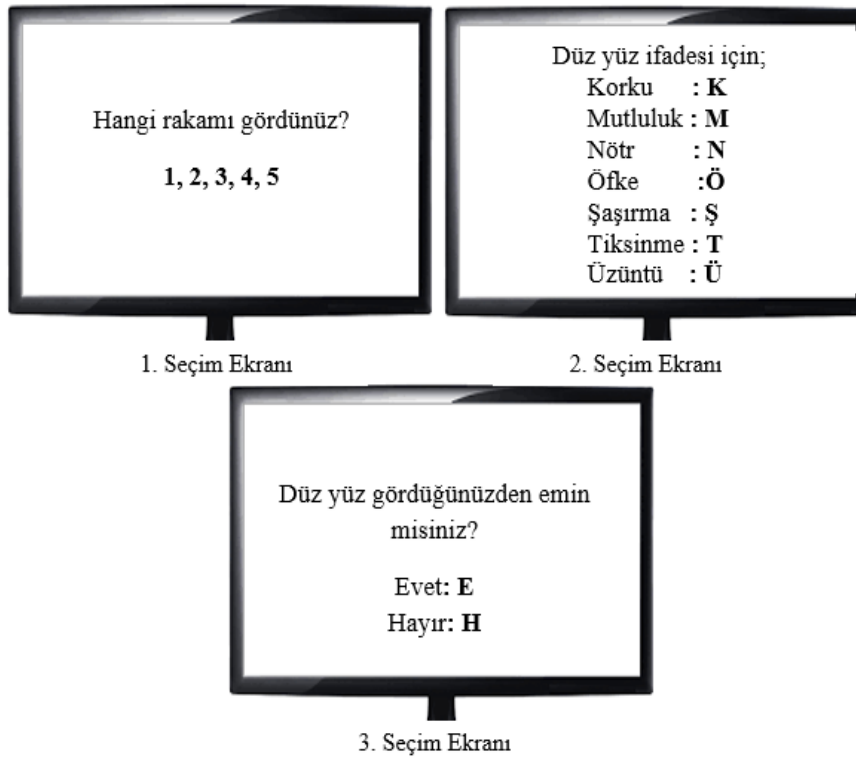 Hangi rakamı gördünüz?
1, 2, 3, 4, 5
1. Seçim Ekranı
Düz yüz ifadesi için;
Korku : K
Mutluluk : M
Nötr : N
Öfke :Ö
Şaşırma : Ş
Tiksinme : T
Üzüntü : Ü
2. Seçim Ekranı
Düz yüz gördüğünüzden emin
misiniz?
Evet: E
Hayır: H
3. Seçim Ekranı